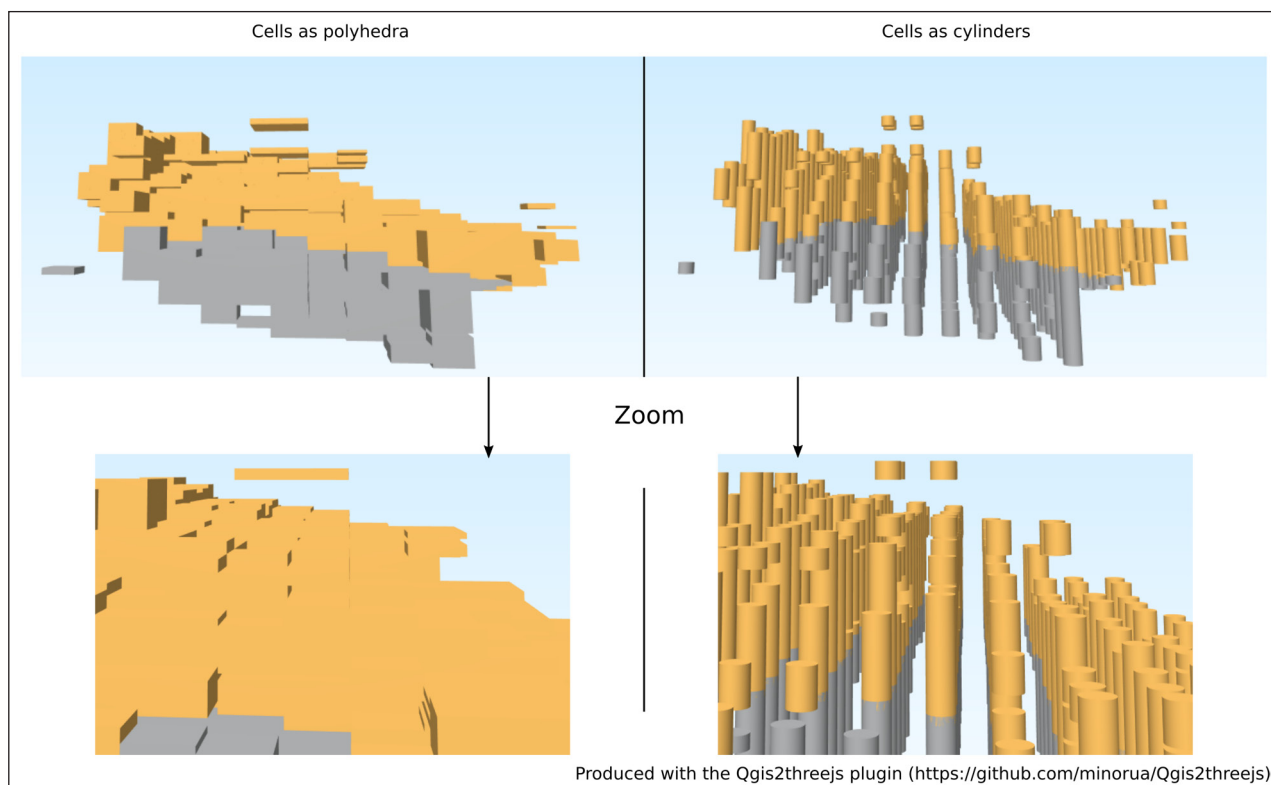 Cells as polyhedra
Cells as cylinders
Zoom
Produced with the Qgis2threejs plugin (https://github.com/minorua/Qgis2threejs)